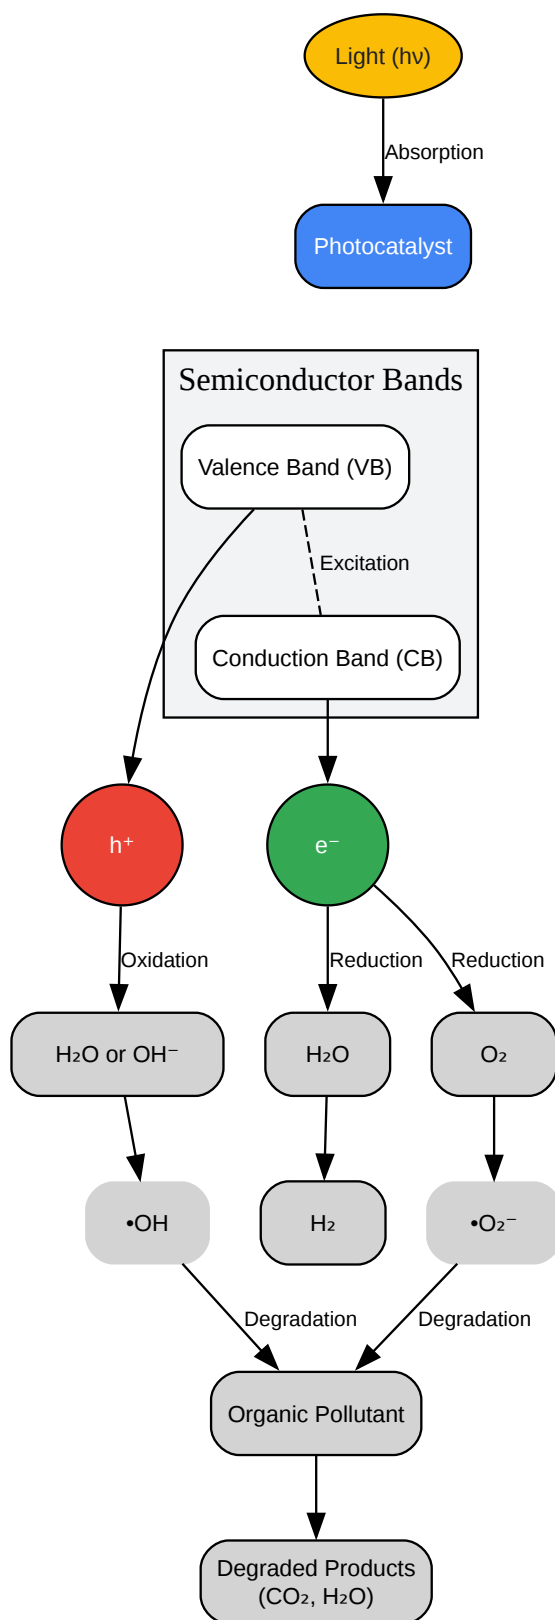 Light (hν)
Absorption
Photocatalyst
Semiconductor Bands
Valence Band (VB)
Excitation
Conduction Band (CB)
h⁺
e⁻
Oxidation
Reduction
Reduction
H₂O or OH⁻
H₂O
O₂
•OH
H₂
•O₂⁻
Degradation
Degradation
Organic Pollutant
Degraded Products
(CO₂, H₂O)